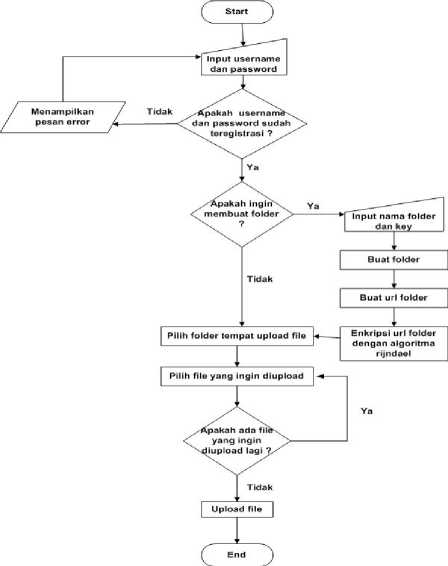 Start
Input username
dan password
Tidak
Menampilkan
pesan error
Apakah username
dan password sudah
teregistrasi ?
Ya
Apakah ingin
membuat folder
?
Ya
Input nama folder
dan key
Buat folder
Tidak
Buat url folder
Pilih folder tempat upload file
Enkripsi url folder
dengan algoritma
rijndael
Pilih file yang ingin diupload
Ya
Apakah ada file
yang ingin
diupload lagi ?
Tidak
Upload file
End